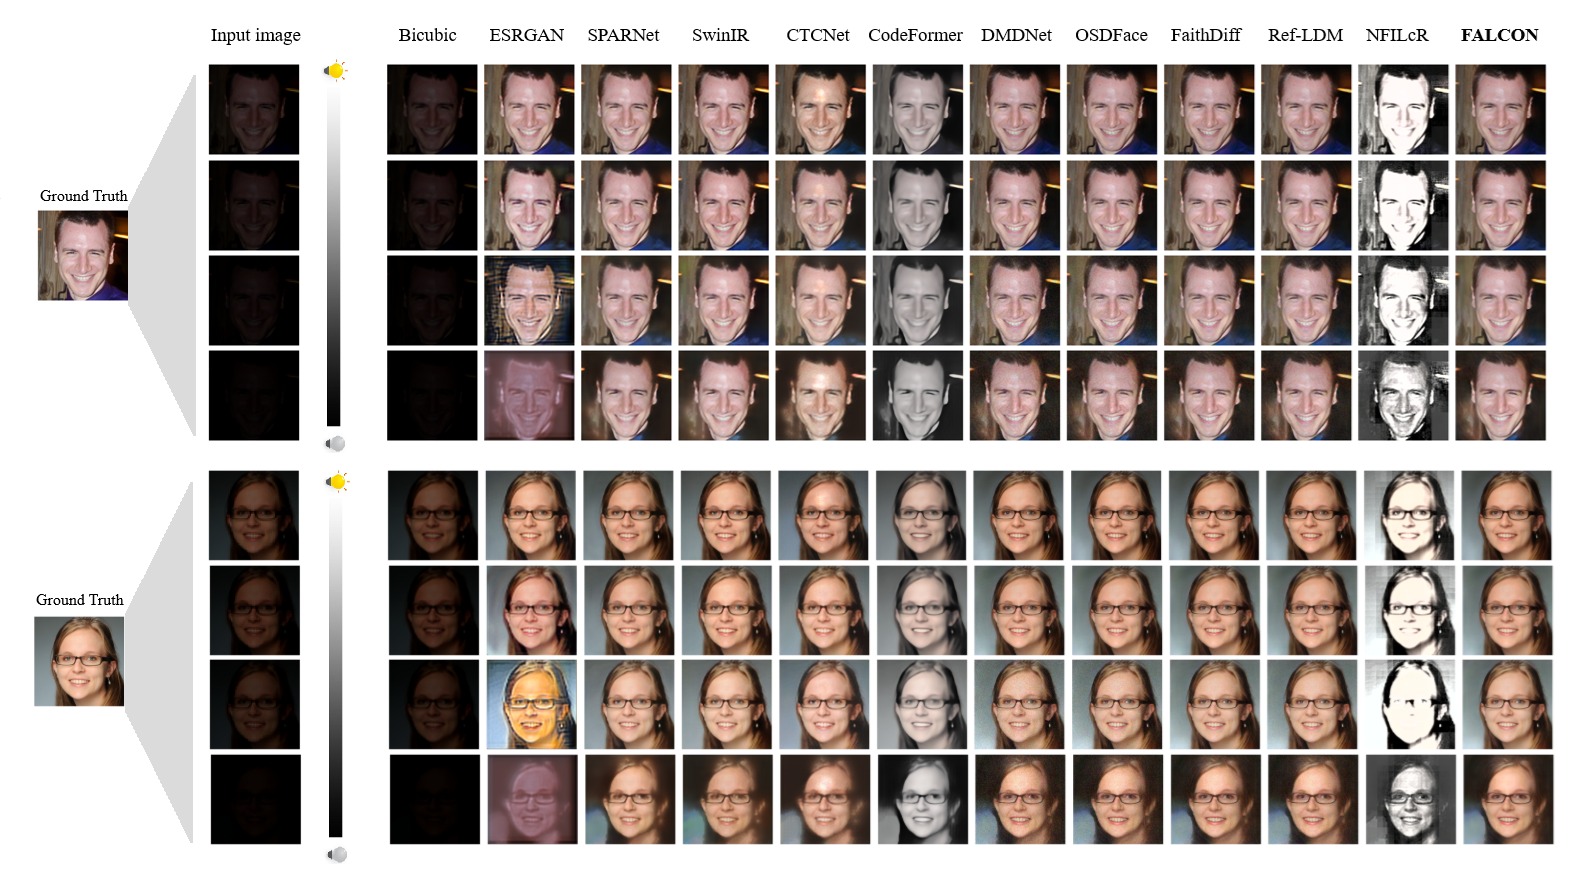 Input image Bicubic ESRGAN SPARNet SwinIR CTCNet CodeFormer DMDNet OSDFace FaithDiff Ref-LDM NFILcR FALCON
Ground Truth
Ground Truth